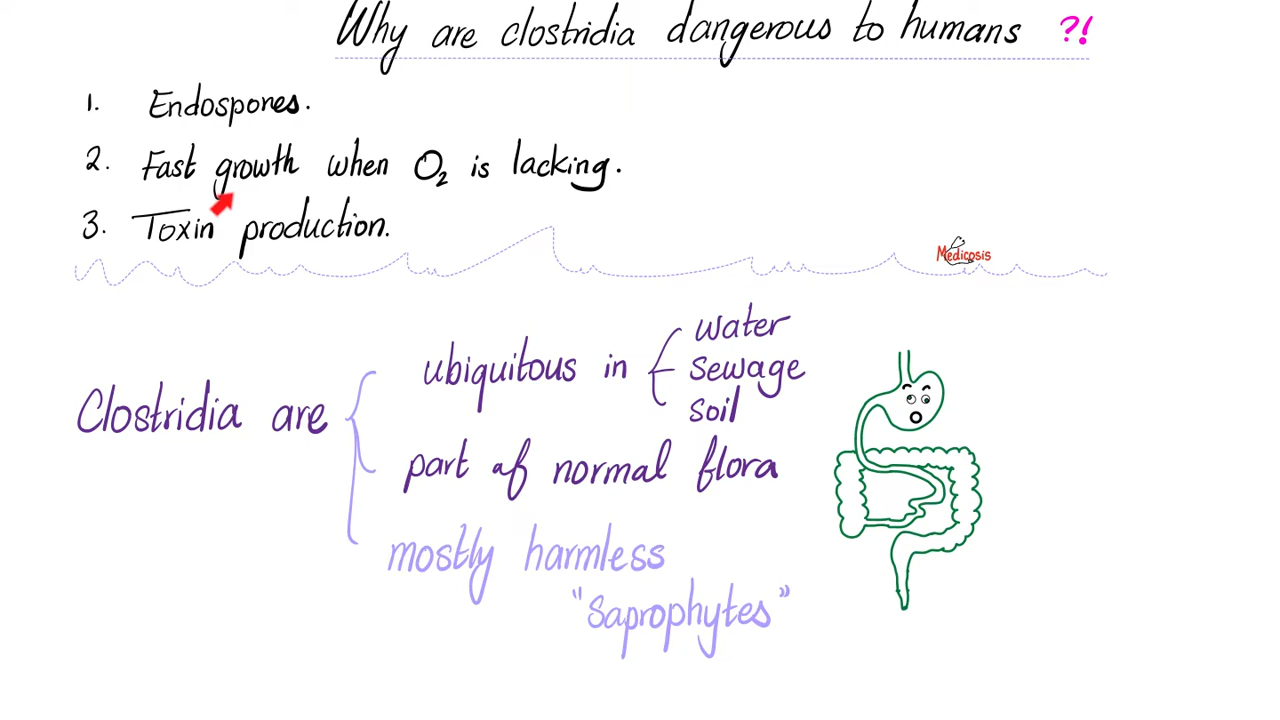 Why are clostridia dangerous to humans ?!
1. Endospores.
2. Fast growth when O₂ is lacking.
3. Toxin production.
Medicosis
Clostridia are
ubiquitous in
water
sewage
soil
part of normal flora
mostly harmless
"Saprophytes"